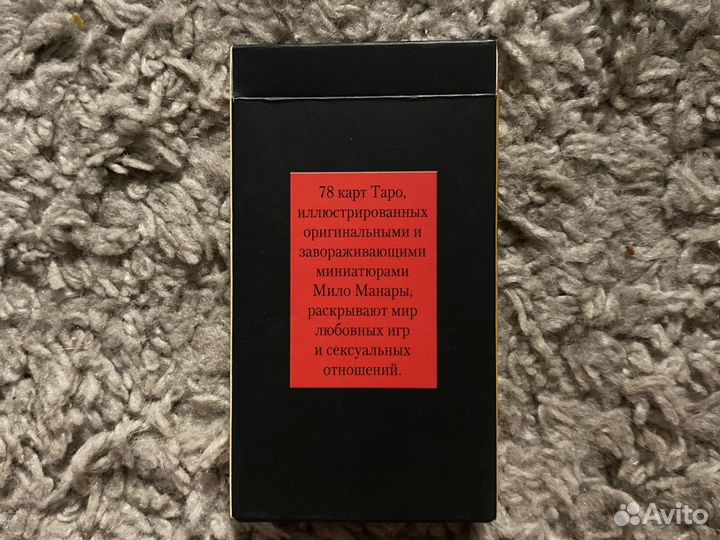 78 карт Таро,
иллюстрированных
оригинальными и
завораживающими
миниатюрами
Мило Манары,
раскрывают мир
любовных игр
и сексуальных
отношений.
Avito